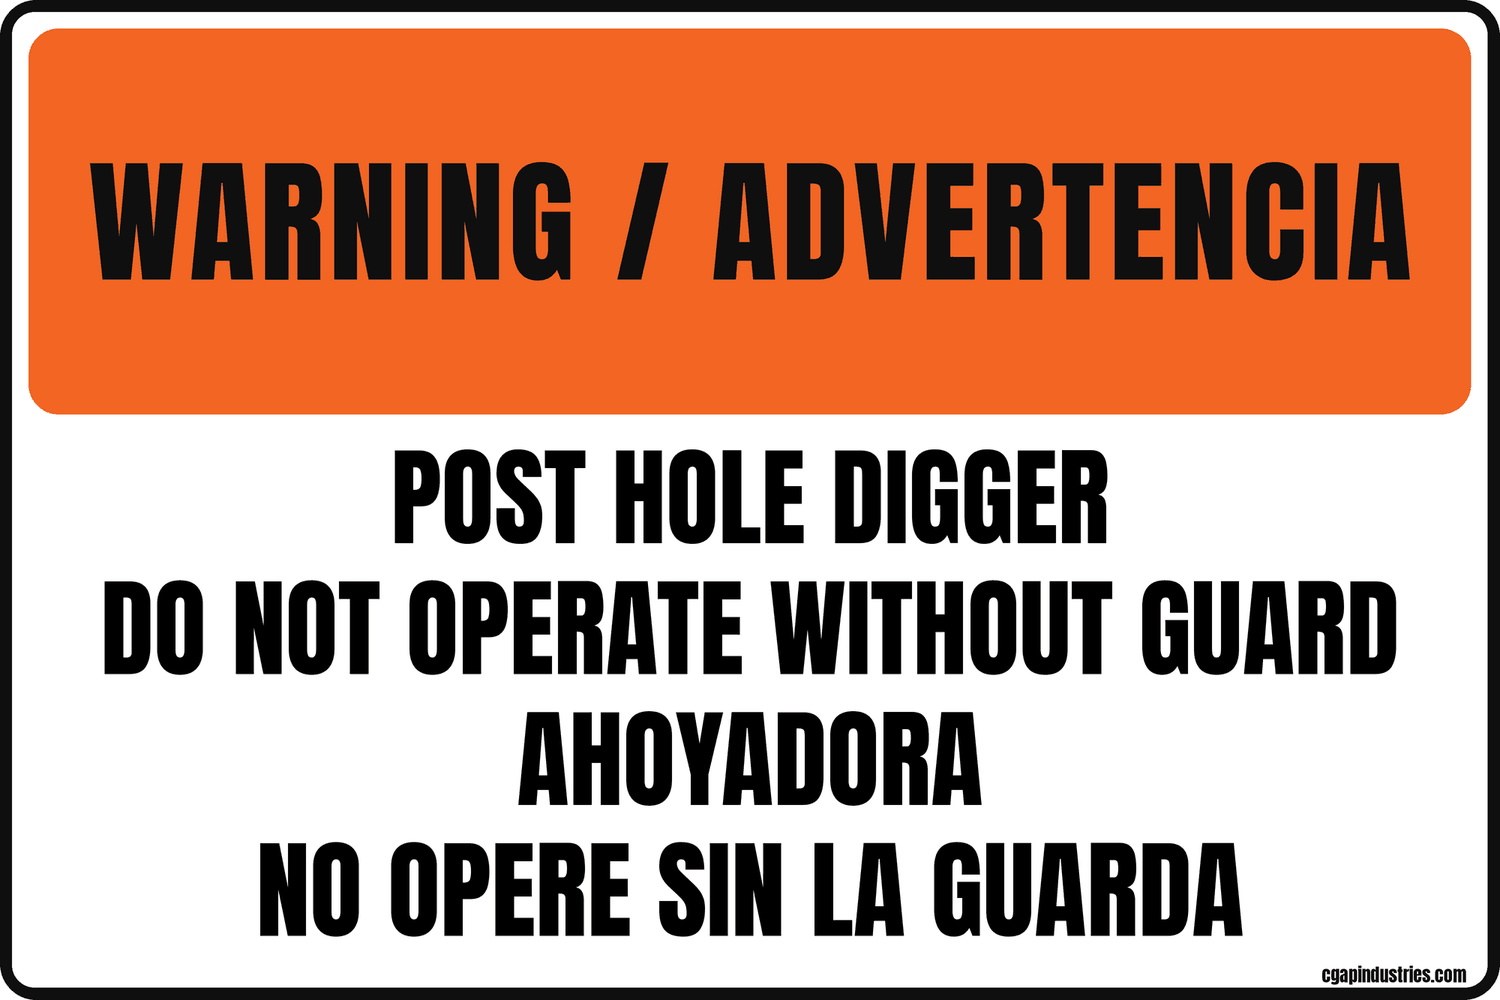 WARNING / ADVERTENCIA
POST HOLE DIGGER
DO NOT OPERATE WITHOUT GUARD
AHOYADORA
NO OPERE SIN LA GUARDA
cgapindustries.com